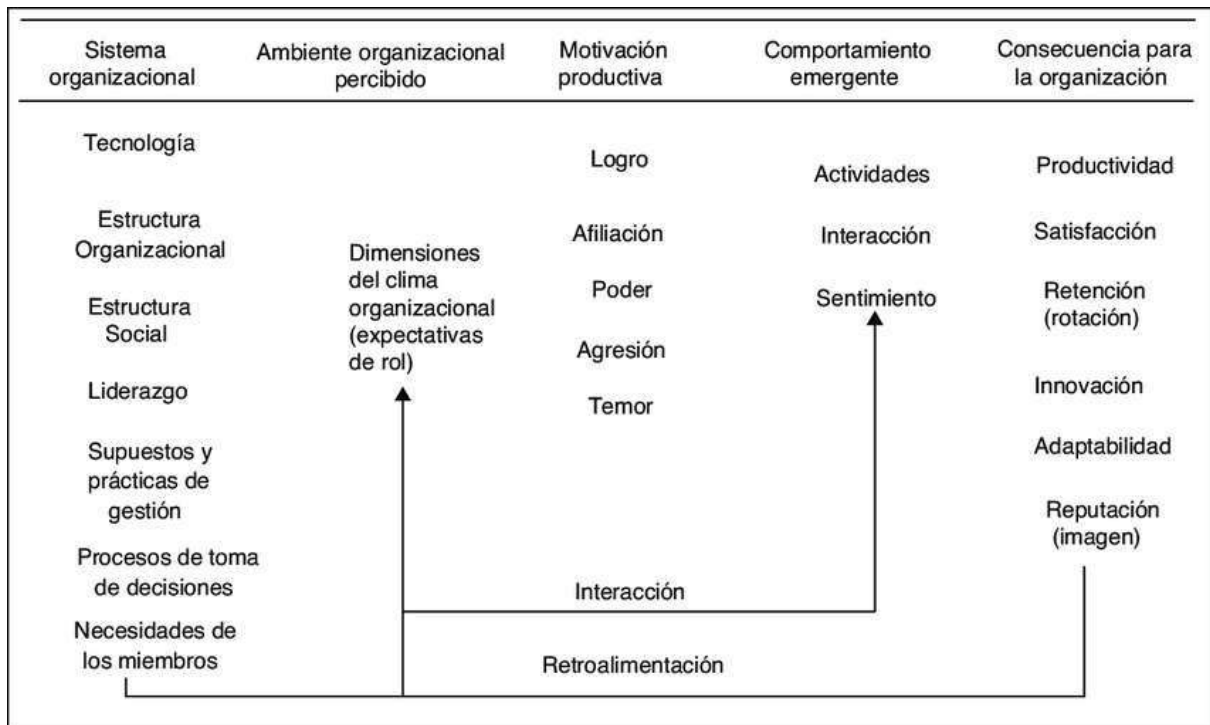 Sistema
organizacional
Ambiente organizacional
percibido
Motivación
productiva
Comportamiento
emergente
Consecuencia para
la organización
Tecnología
Estructura
Organizacional
Estructura
Social
Liderazgo
Supuestos y
prácticas de
gestión
Procesos de toma
de decisiones
Necesidades de
los miembros
Dimensiones
del clima
organizacional
(expectativas
de rol)
Logro
Afiliación
Poder
Agresión
Temor
Interacción
Retroalimentación
Actividades
Interacción
Sentimiento
Productividad
Satisfacción
Retención
(rotación)
Innovación
Adaptabilidad
Reputación
(imagen)